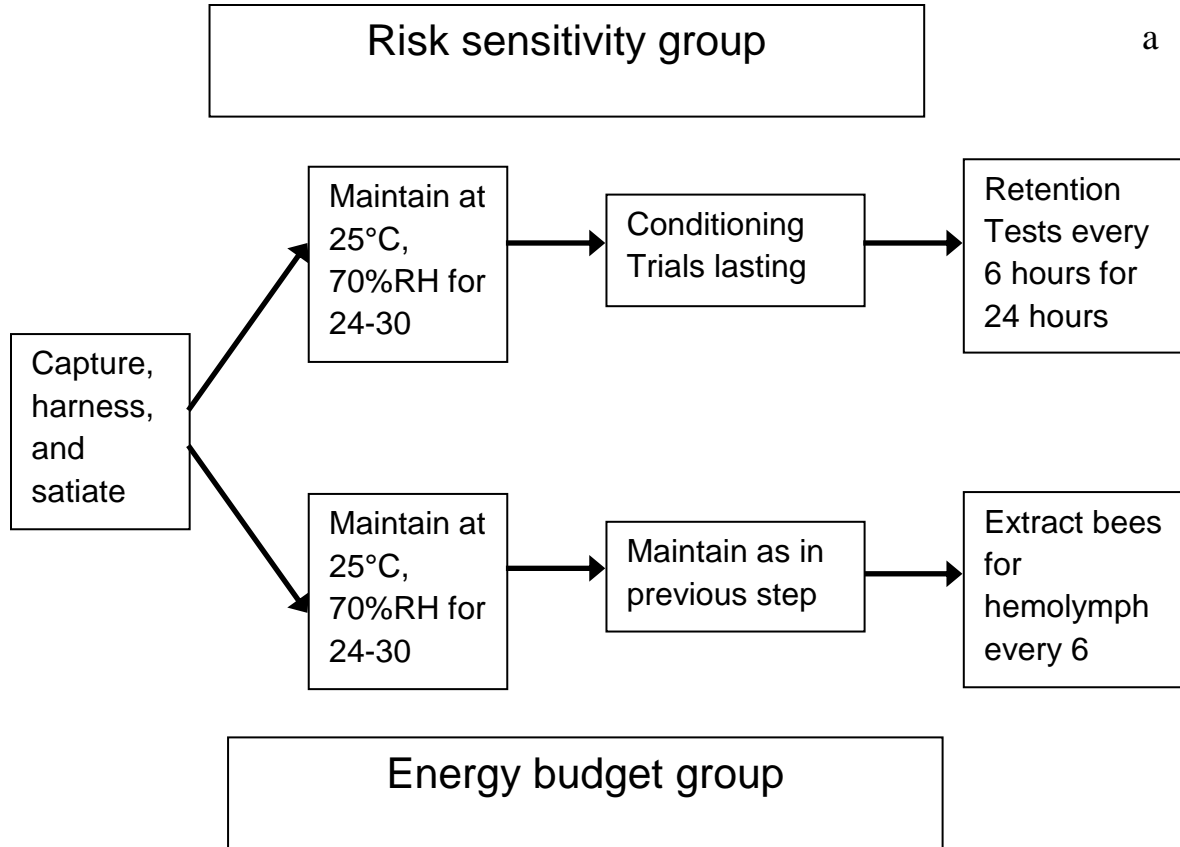 Risk sensitivity group
a
Maintain at
25°C,
70%RH for
24-30
Conditioning
Trials lasting
Retention
Tests every
6 hours for
24 hours
Capture,
harness,
and
satiate
Maintain at
25°C,
70%RH for
24-30
Maintain as in
previous step
Extract bees
for
hemolymph
every 6
Energy budget group